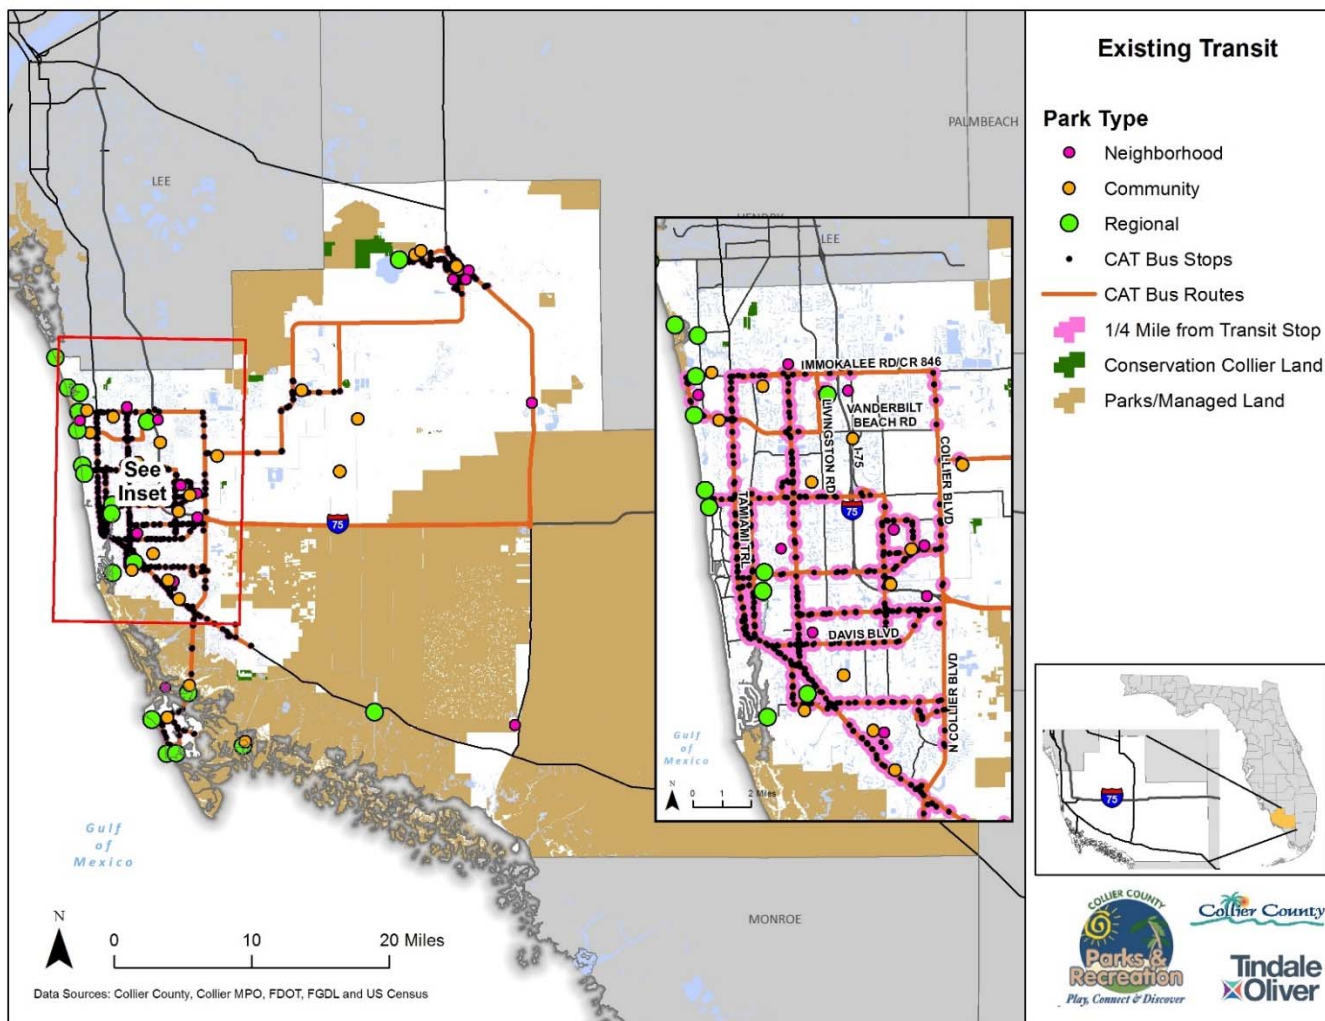 Existing Transit
Park Type
Neighborhood
Community
Regional
CAT Bus Stops
CAT Bus Routes
1/4 Mile from Transit Stop
Conservation Collier Land
Parks/Managed Land
PALMBEACH
LEE
See
Inset
75
MONROE
Gulf
of
Mexico
N
0 10 20 Miles
Data Sources: Collier County, Collier MPO, FDOT, FGDL and US Census
HENDRY
LEE
IMMOKALEE RD/CR 846
VANDERBILT
BEACH RD
LIVINGSTON RD
I-75
COLLIER BLVD
TAMIAMI TRL
75
DAVIS BLVD
N COLLIER BLVD
Gulf
of
Mexico
N
0 1 2 Miles
75
COLLIER COUNTY
Parks &
Recreation
Play, Connect & Discover
Collier County
Tindale
Oliver